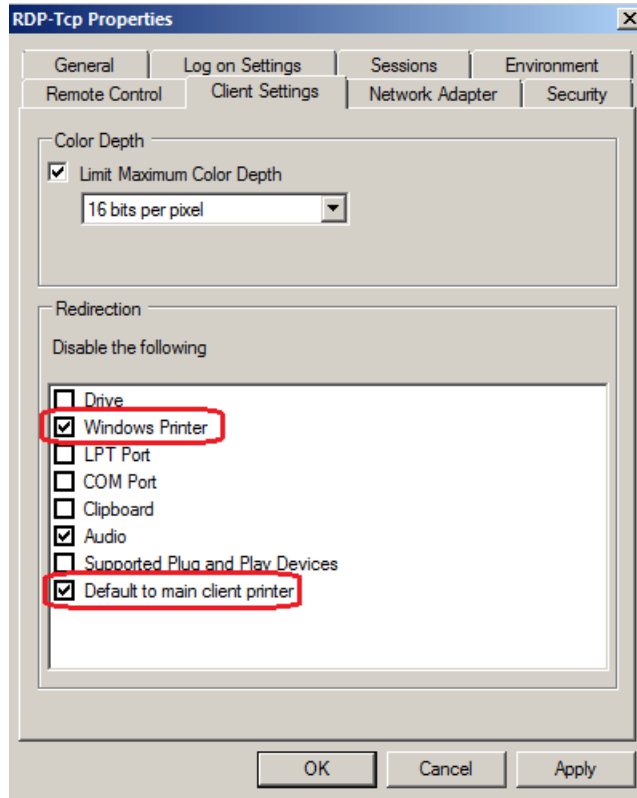 RDP-Tcp Properties
General Log on Settings Sessions Environment
Remote Control Client Settings Network Adapter Security
Color Depth
Limit Maximum Color Depth
16 bits per pixel
Redirection
Disable the following
Drive
Windows Printer
LPT Port
COM Port
Clipboard
Audio
Supported Plug and Play Devices
Default to main client printer
OK Cancel Apply